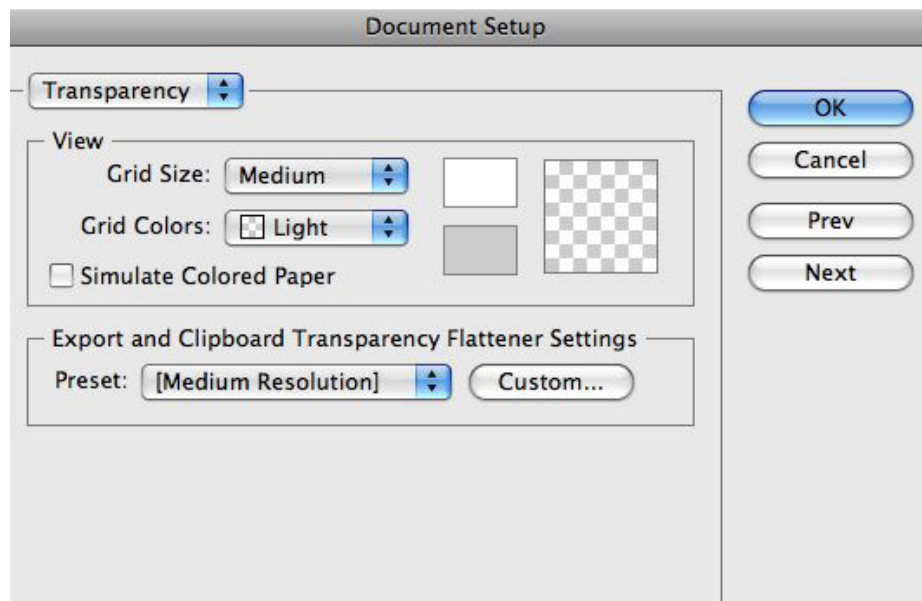 Document Setup
Transparency
OK
View
Cancel
Grid Size: Medium
Grid Colors: Light
Prev
Simulate Colored Paper
Next
Export and Clipboard Transparency Flattener Settings
Preset: [Medium Resolution] Custom...